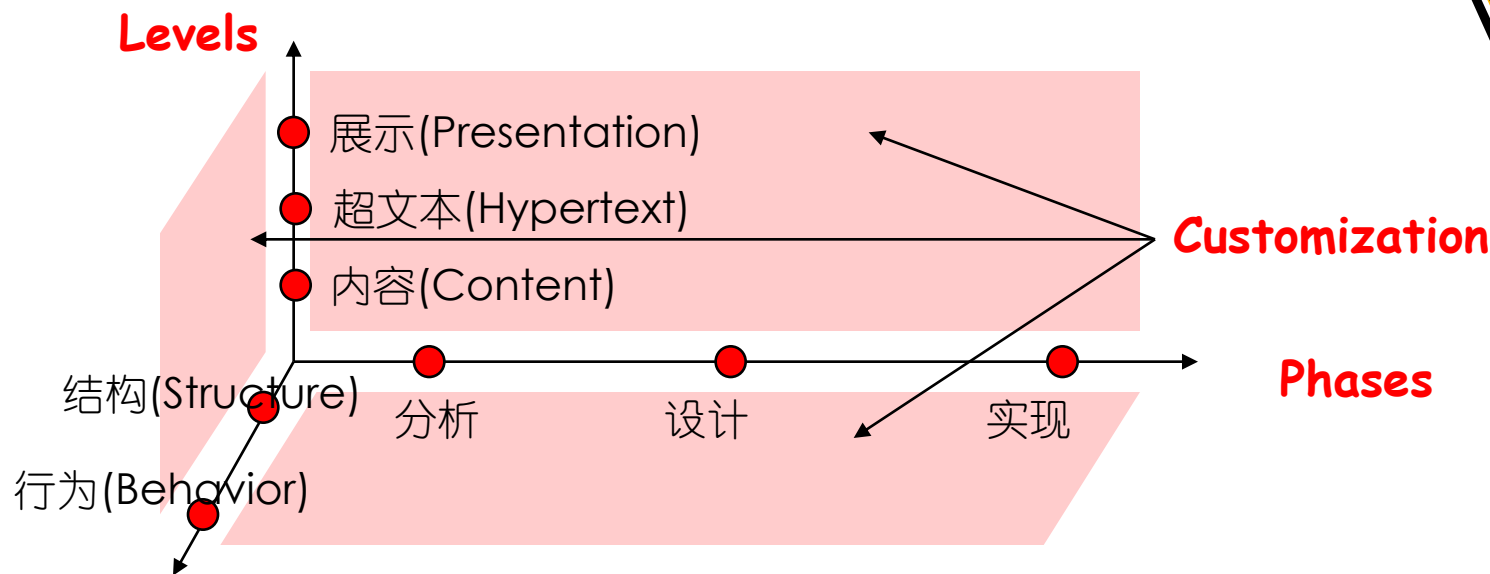 Levels
展示(Presentation)
超文本(Hypertext)
Customization
内容(Content)
Phases
结构(Structure)
分析
设计
实现
行为(Behavior)